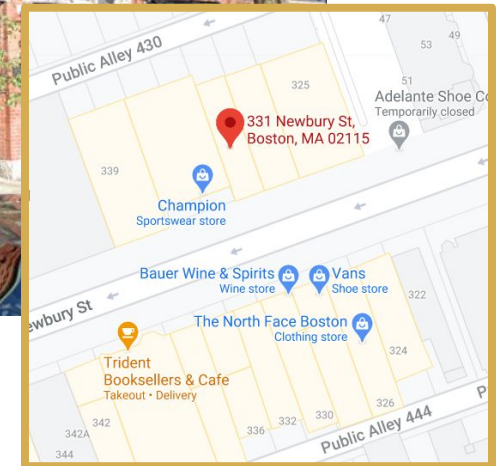 47
49
53
Public Alley 430
325
51
Adelante Shoe Co
Temporarily closed
331 Newbury St,
Boston, MA 02115
339
Champion
Sportswear store
Bauer Wine & Spirits
Wine store
Vans
Shoe store
322
ewbury St
The North Face Boston
Clothing store
324
Trident
Booksellers & Cafe
Takeout • Delivery
326
P
342
330
332
336
342A
Public Alley 444
344